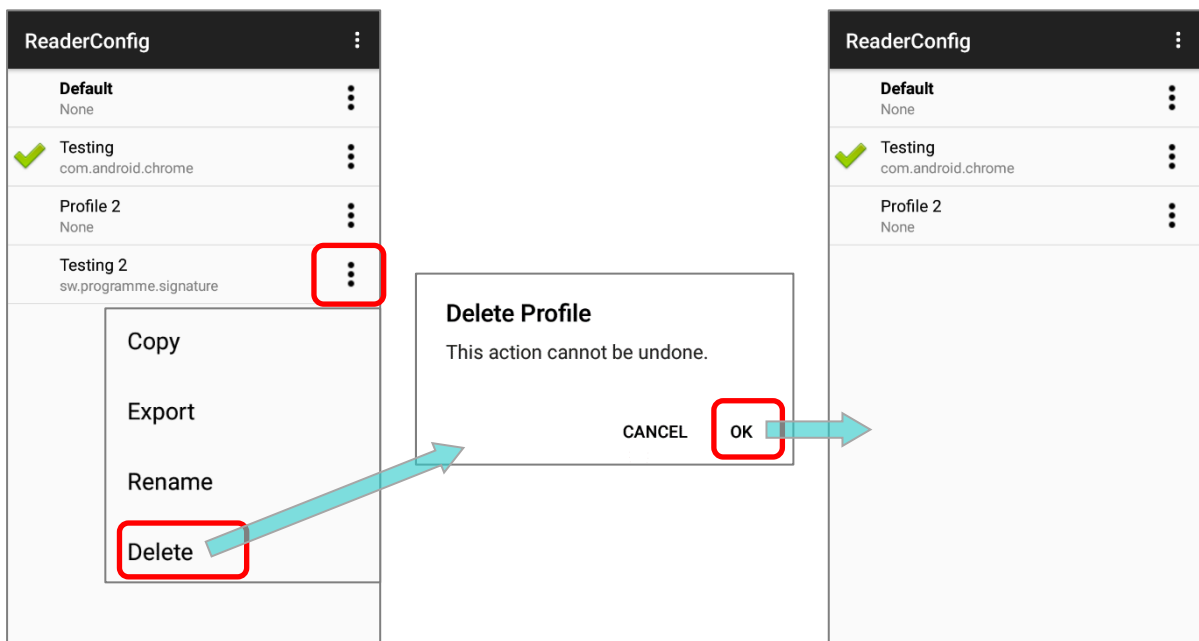 ReaderConfig
Default
None
Testing
com.android.chrome
Profile 2
None
Testing 2
sw.programme.signature
Copy
Export
Rename
Delete
Delete Profile
This action cannot be undone.
CANCEL OK
ReaderConfig
Default
None
Testing
com.android.chrome
Profile 2
None